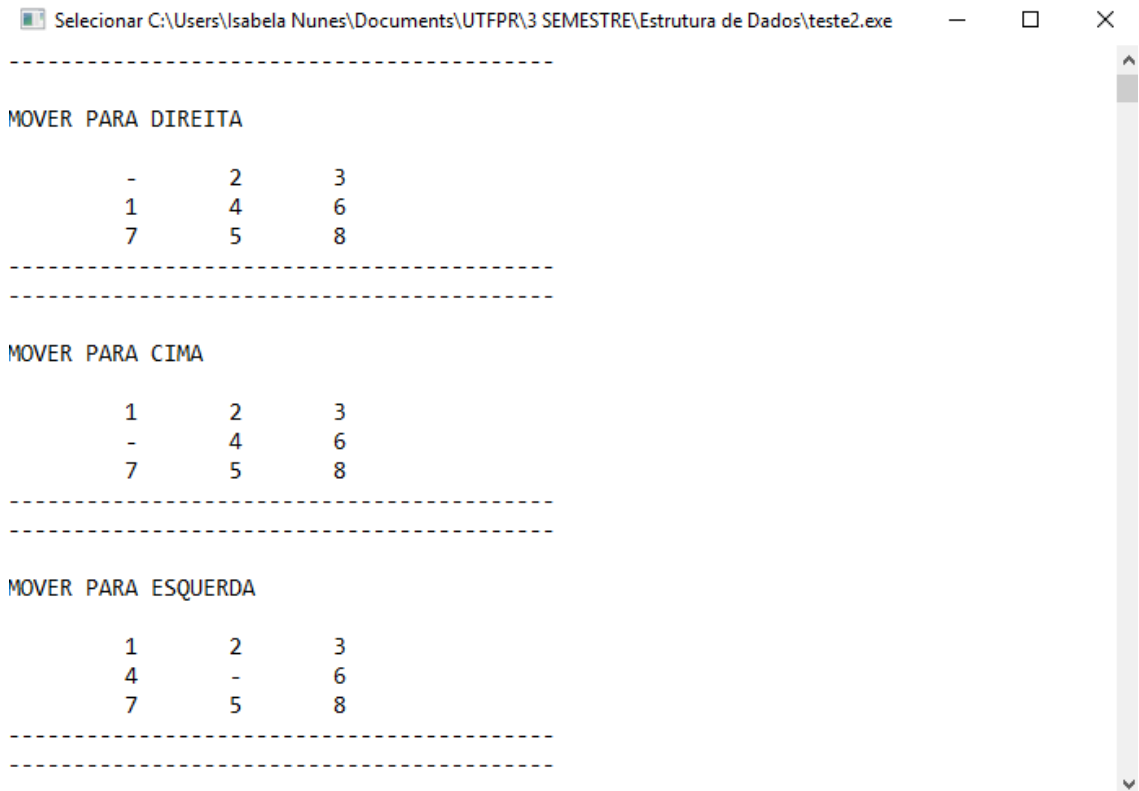 Selecionar C:\Users\Isabela Nunes\Documents\UTFPR\3 SEMESTRE\Estrutura de Dados\teste2.exe
------------------------------------------
MOVER PARA DIREITA
- 2 3
1 4 6
7 5 8
------------------------------------------
------------------------------------------
MOVER PARA CIMA
1 2 3
- 4 6
7 5 8
------------------------------------------
------------------------------------------
MOVER PARA ESQUERDA
1 2 3
4 - 6
7 5 8
------------------------------------------
------------------------------------------